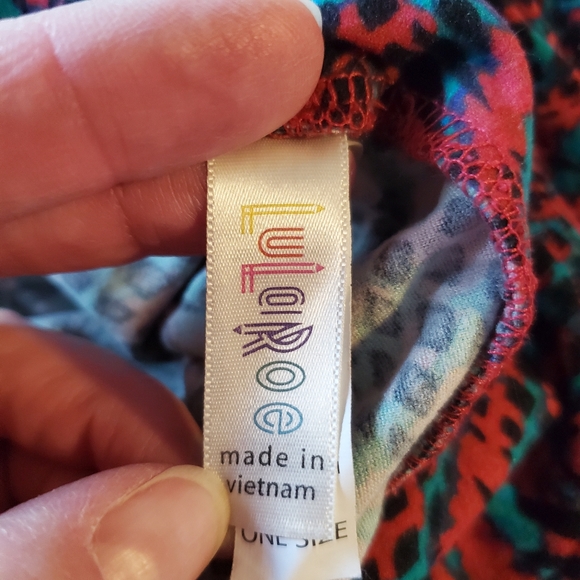 LuLaRoe
made in
vietnam
ONE SIZE